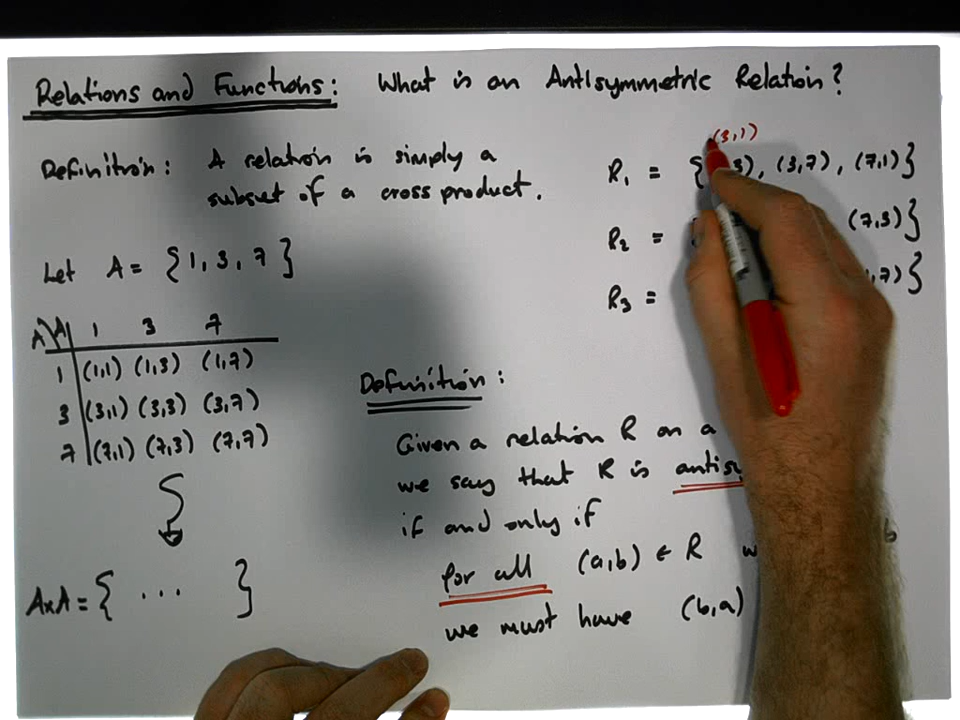 Relations and Functions: What is an Antisymmetric Relation?
Definition: A relation is simply a
subset of a cross product.
Let A = {1, 3, 7}
A\A 1 3 7
1 (1,1) (1,3) (1,7)
3 (3,1) (3,3) (3,7)
7 (7,1) (7,3) (7,7)
AxA = { ... }
(3,1)
R1 = { 3), (3,7), (7,1)}
R2 = (7,3)}
R3 = 7)}
Definition:
Given a relation R on a
we say that R is
if and only if
for all (a,b) ∈ R b
we must have (b,a)